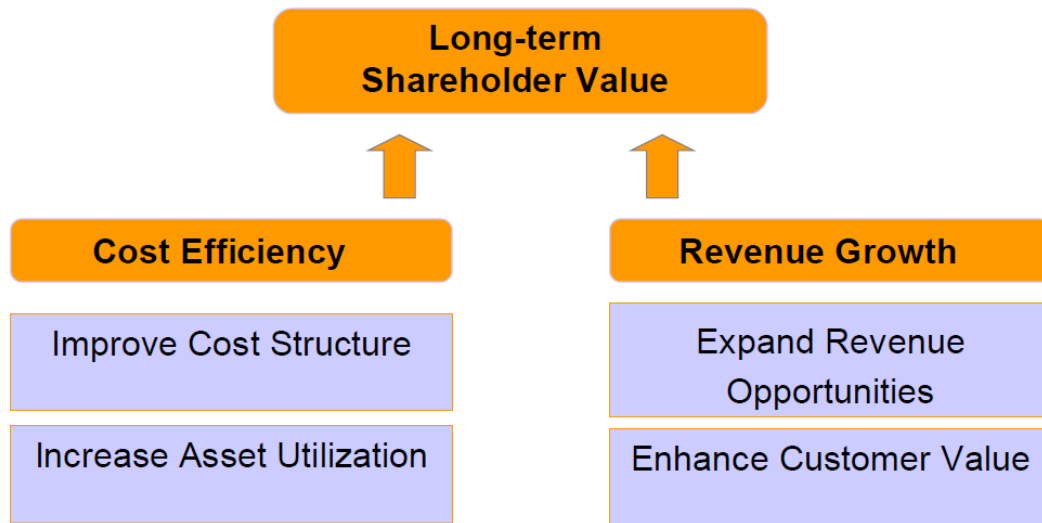 Long-term
Shareholder Value
Cost Efficiency
Revenue Growth
Improve Cost Structure
Expand Revenue
Opportunities
Increase Asset Utilization
Enhance Customer Value